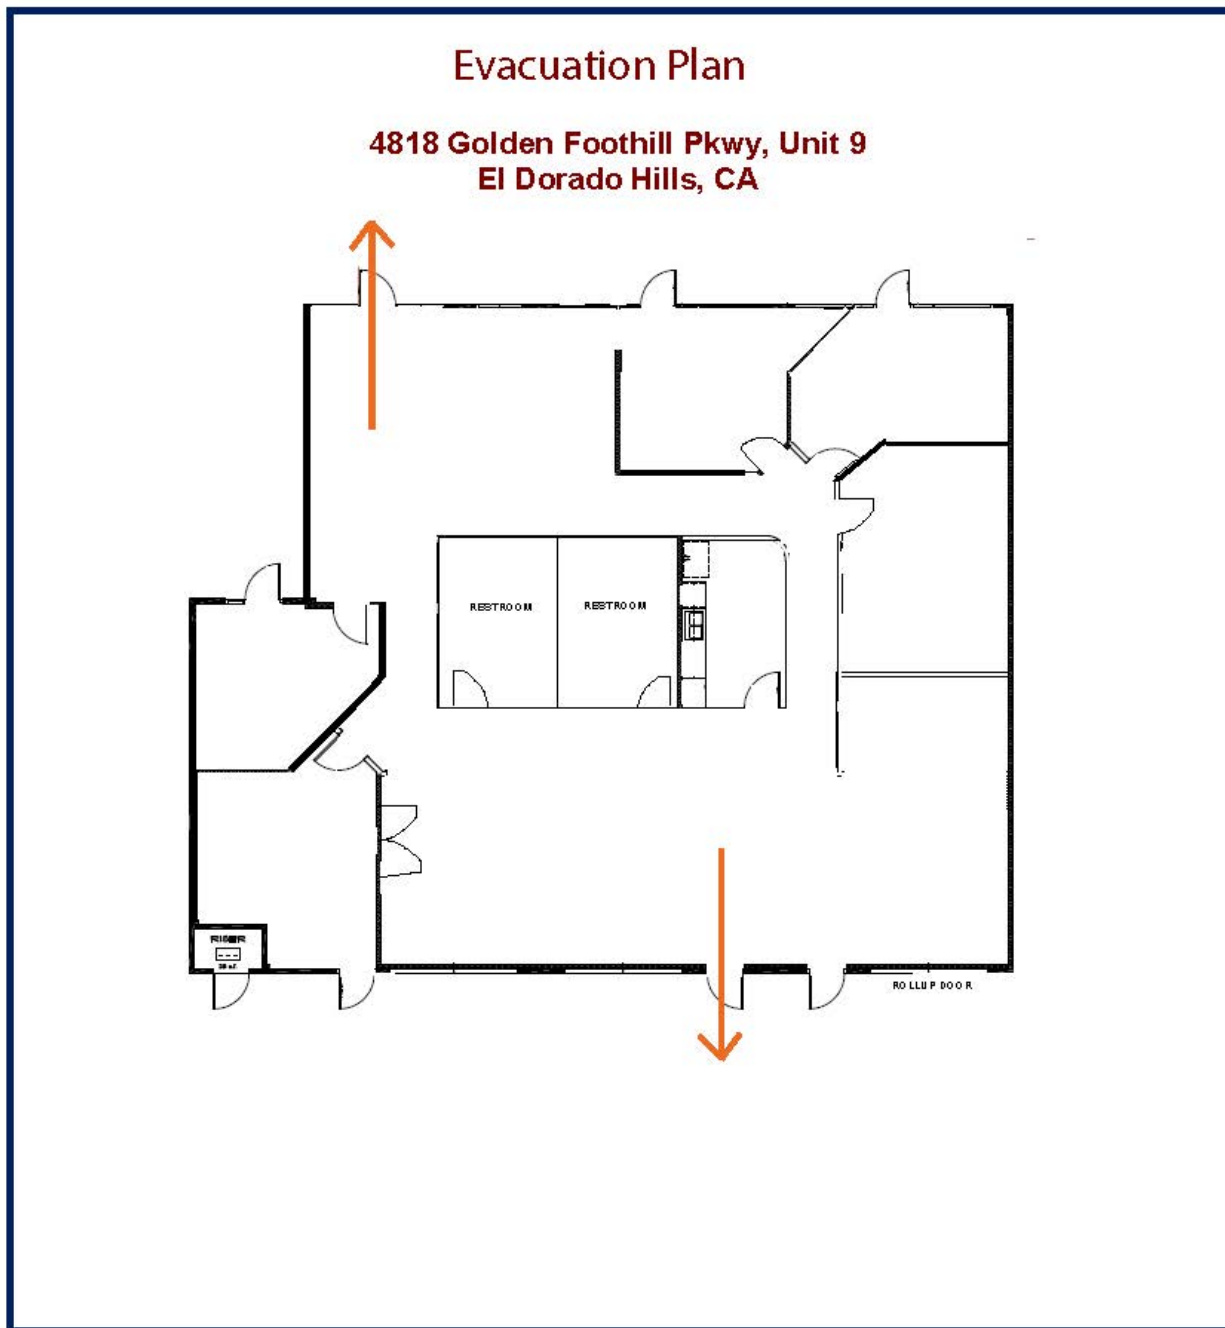 Evacuation Plan
4818 Golden Foothill Pkwy, Unit 9
El Dorado Hills, CA
RESTROOM
RESTROOM
RISER
ROLLUP DOOR